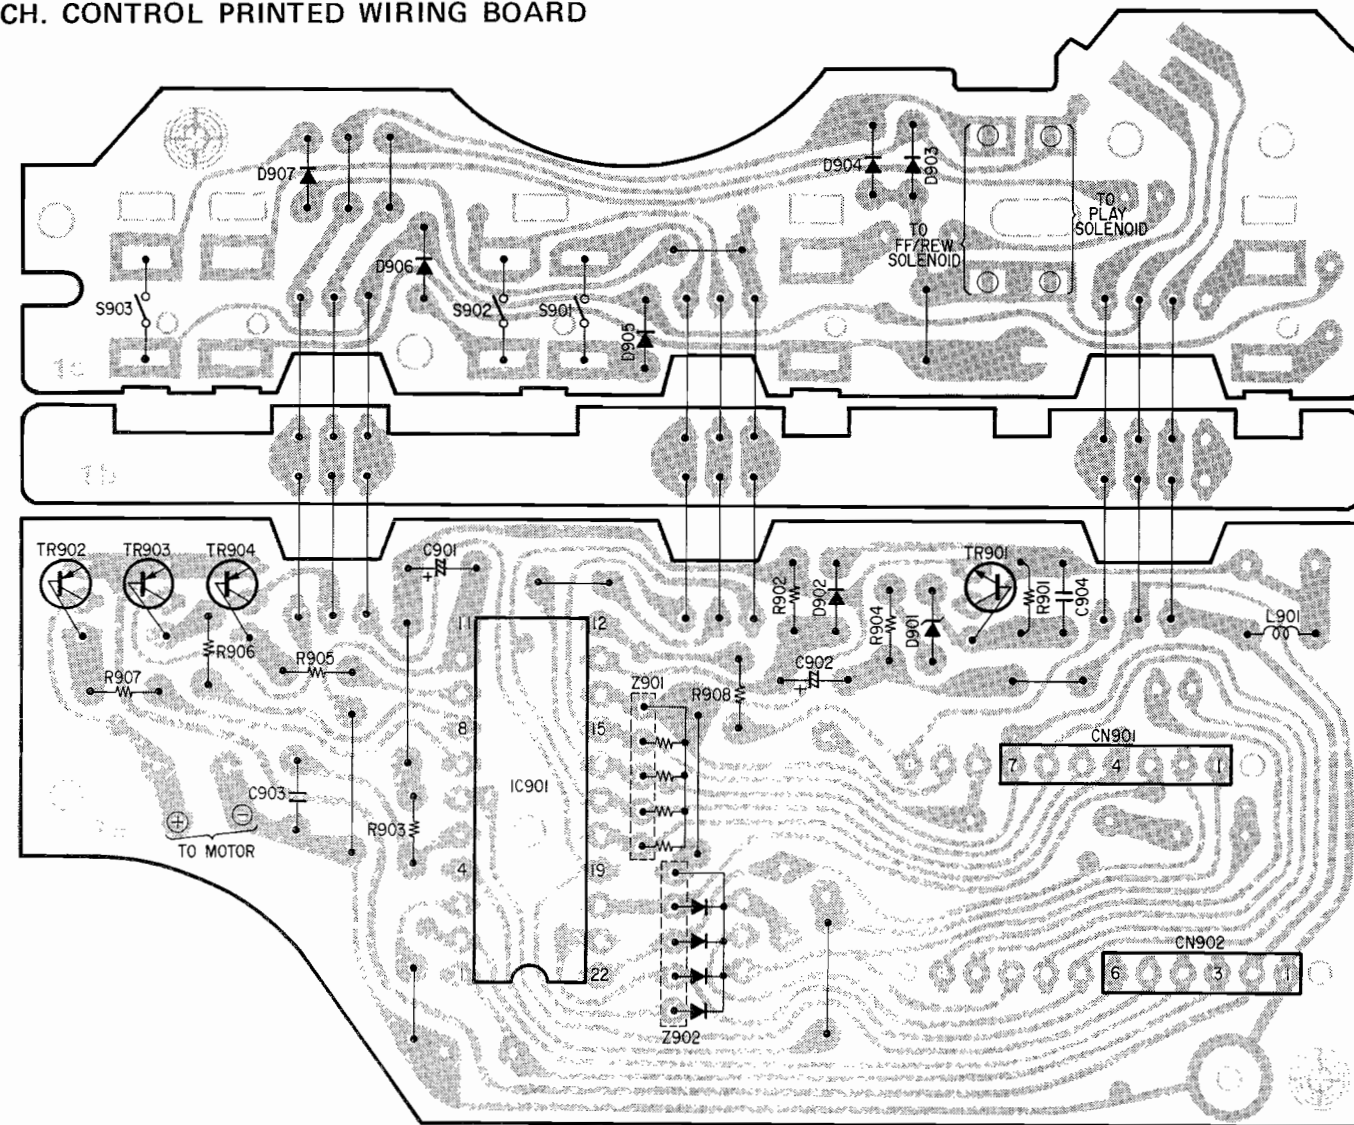 CH. CONTROL PRINTED WIRING BOARD
D907
D904
D903
TO
PLAY
SOLENOID
TO
FF/REW
SOLENOID
D906
S903
S902
S901
D905
1c
1b
TR902
TR903
TR904
C901
TR901
R902
D902
R904
D901
R901
C904
L901
11
12
R906
R905
R907
C902
Z901
R908
8
15
CN901
7
4
1
IC901
C903
R903
+
−
TO MOTOR
4
19
CN902
6
3
1
1
22
Z902